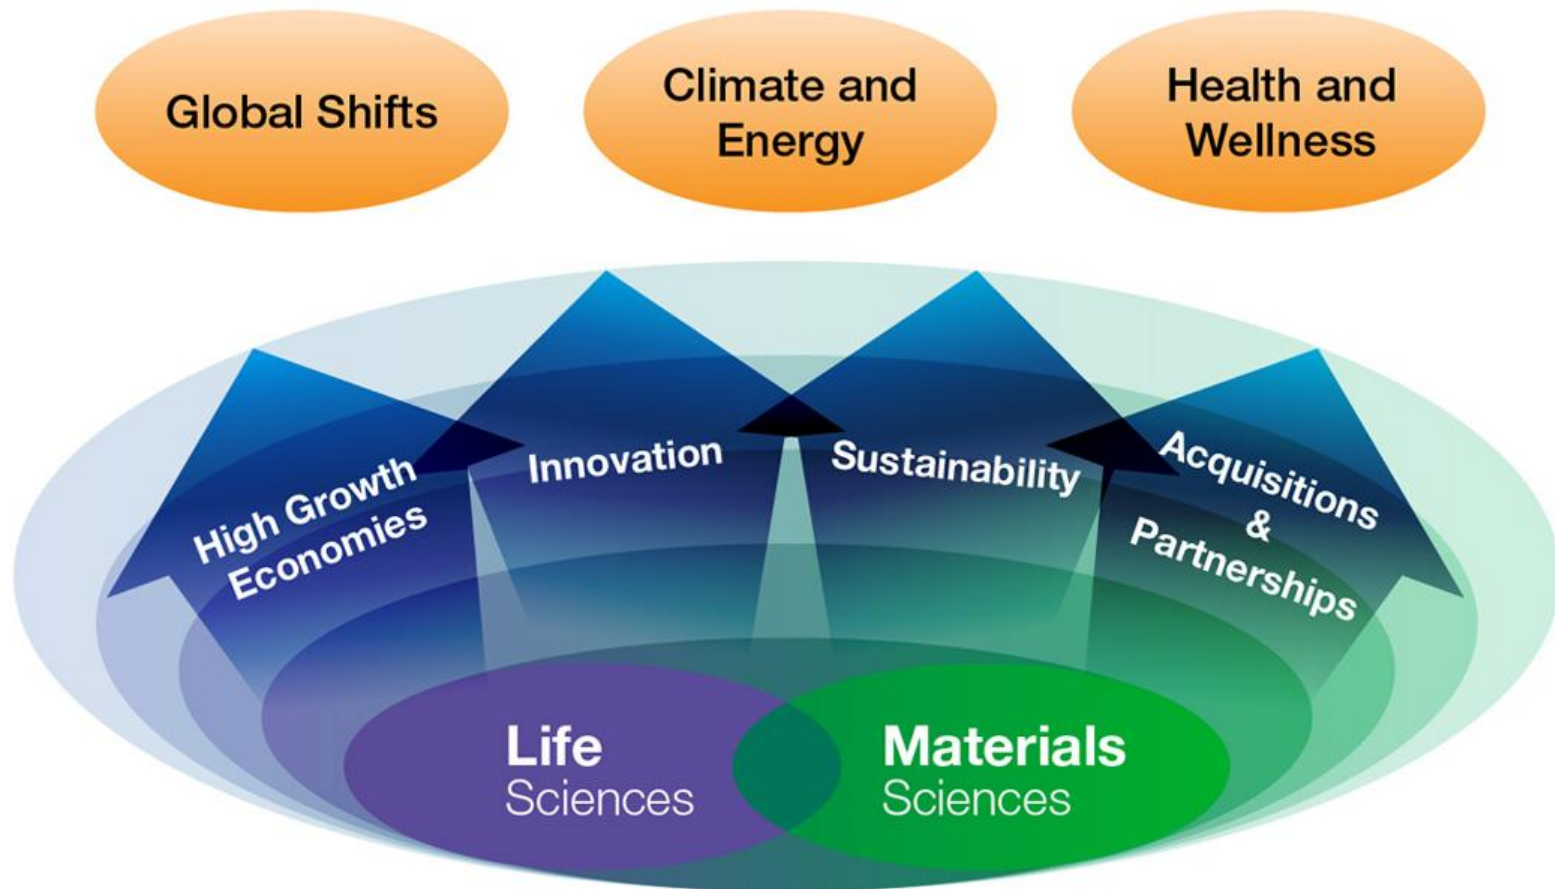 Global Shifts
Climate and
Energy
Health and
Wellness
High Growth
Economies
Innovation
Sustainability
Acquisitions
&
Partnerships
Life
Sciences
Materials
Sciences